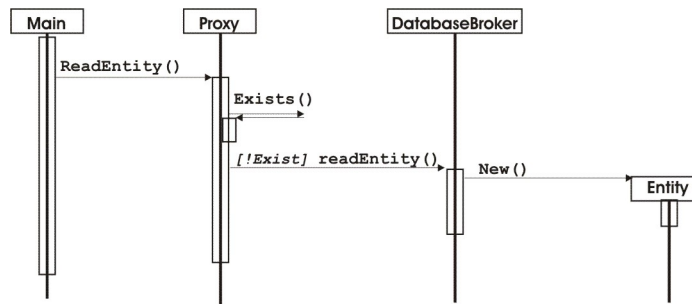 Main Proxy DatabaseBroker
ReadEntity()
Exists()
[!Exist] readEntity()
New()
Entity